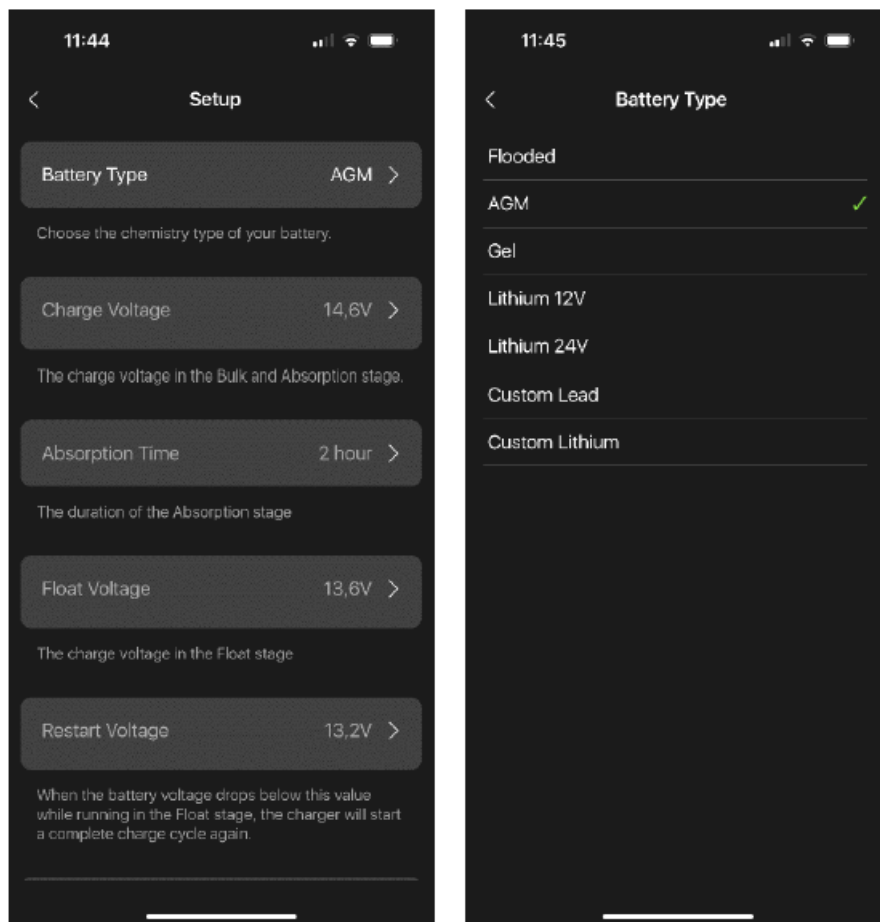 11:44
Setup
Battery Type AGM
Choose the chemistry type of your battery.
Charge Voltage 14,6V
The charge voltage in the Bulk and Absorption stage.
Absorption Time 2 hour
The duration of the Absorption stage
Float Voltage 13,6V
The charge voltage in the Float stage
Restart Voltage 13,2V
When the battery voltage drops below this value
while running in the Float stage, the charger will start
a complete charge cycle again.
11:45
Battery Type
Flooded
AGM
Gel
Lithium 12V
Lithium 24V
Custom Lead
Custom Lithium